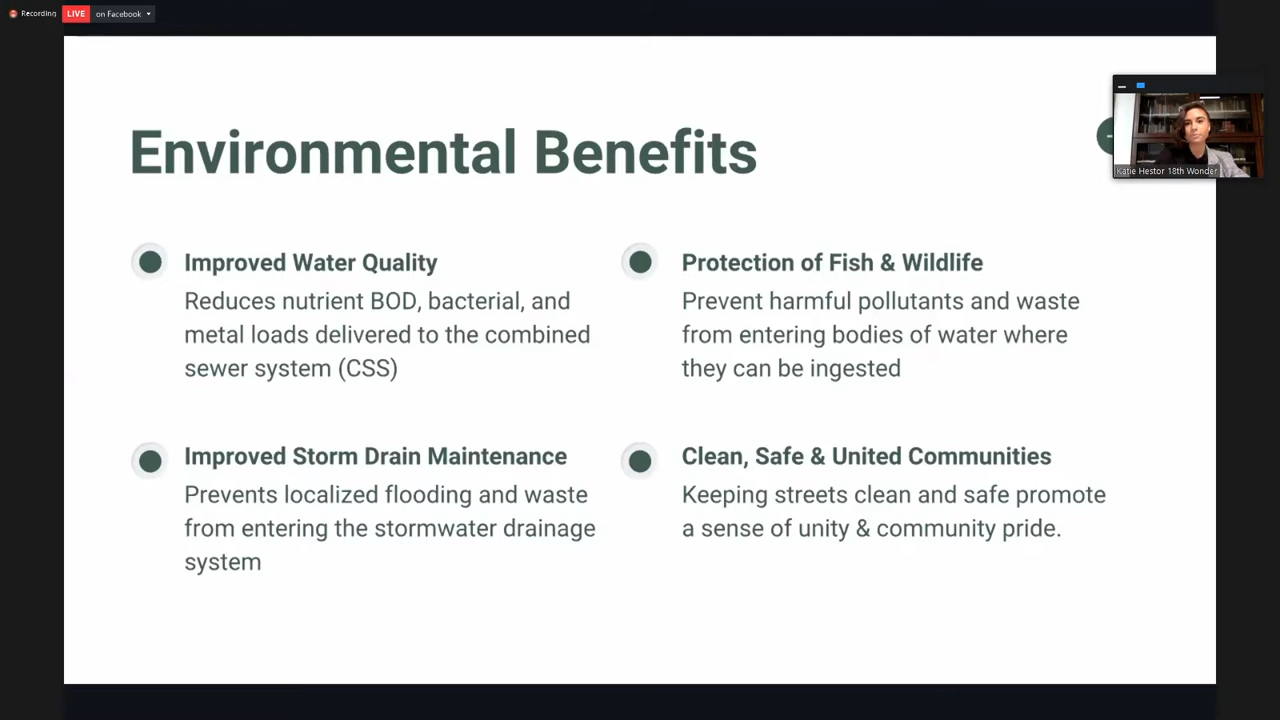 Recording LIVE on Facebook
Environmental Benefits
Katie Hestor 18th Wonder
Improved Water Quality
Reduces nutrient BOD, bacterial, and
metal loads delivered to the combined
sewer system (CSS)
Protection of Fish & Wildlife
Prevent harmful pollutants and waste
from entering bodies of water where
they can be ingested
Improved Storm Drain Maintenance
Prevents localized flooding and waste
from entering the stormwater drainage
system
Clean, Safe & United Communities
Keeping streets clean and safe promote
a sense of unity & community pride.